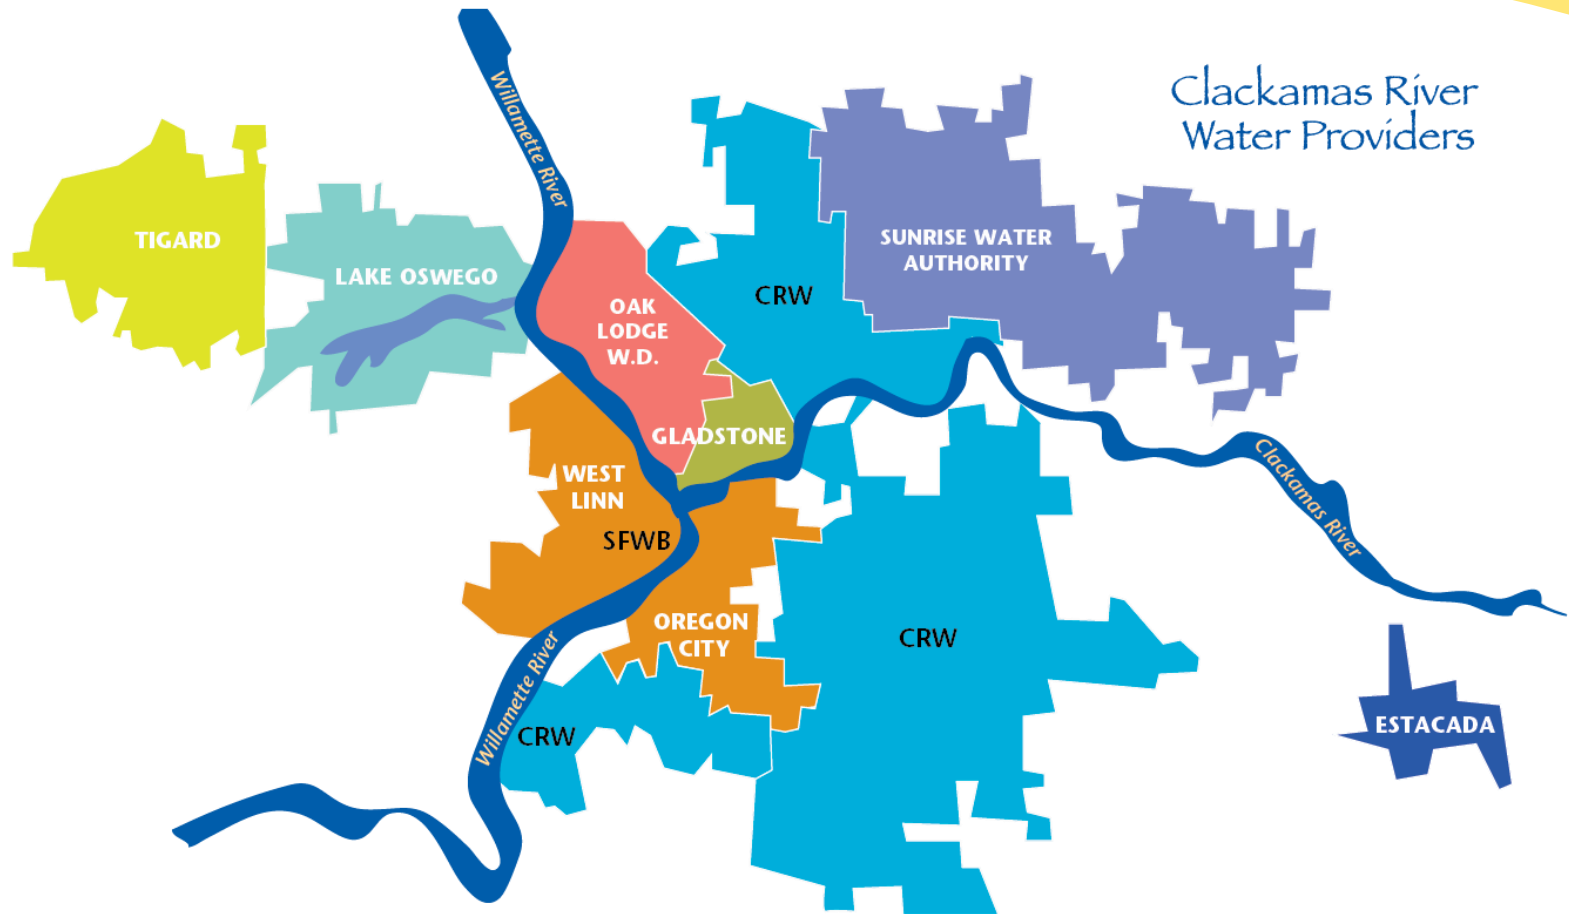 Clackamas River
Water Providers
Willamette River
TIGARD
LAKE OSWEGO
OAK
LODGE
W.D.
CRW
SUNRISE WATER
AUTHORITY
GLADSTONE
WEST
LINN
SFWB
Clackamas River
OREGON
CITY
CRW
Willamette River
CRW
ESTACADA